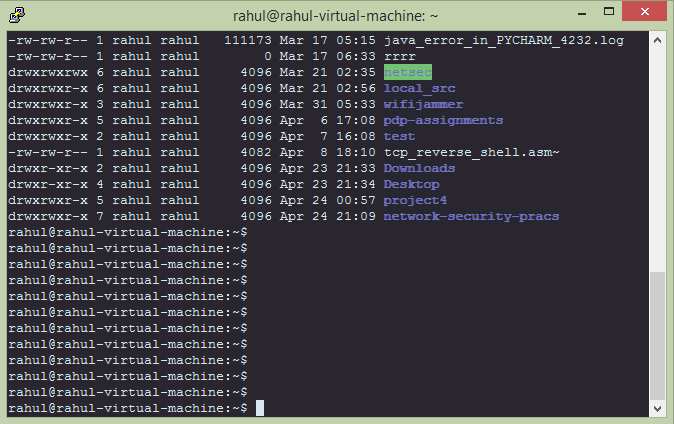 rahul@rahul-virtual-machine: ~
-rw-rw-r-- 1 rahul rahul 111173 Mar 17 05:15 java_error_in_PYCHARM_4232.log
-rw-rw-r-- 1 rahul rahul 0 Mar 17 06:33 rrrr
drwxrwxrwx 6 rahul rahul 4096 Mar 21 02:35 netsec
drwxrwxr-x 6 rahul rahul 4096 Mar 21 02:56 local_src
drwxrwxr-x 3 rahul rahul 4096 Mar 31 05:33 wifijammer
drwxrwxr-x 5 rahul rahul 4096 Apr 6 17:08 pdp-assignments
drwxrwxr-x 2 rahul rahul 4096 Apr 7 16:08 test
-rw-rw-r-- 1 rahul rahul 4082 Apr 8 18:10 tcp_reverse_shell.asm~
drwxr-xr-x 2 rahul rahul 4096 Apr 23 21:33 Downloads
drwxr-xr-x 4 rahul rahul 4096 Apr 23 21:34 Desktop
drwxrwxr-x 5 rahul rahul 4096 Apr 24 00:57 project4
drwxrwxr-x 7 rahul rahul 4096 Apr 24 21:09 network-security-pracs
rahul@rahul-virtual-machine:~$
rahul@rahul-virtual-machine:~$
rahul@rahul-virtual-machine:~$
rahul@rahul-virtual-machine:~$
rahul@rahul-virtual-machine:~$
rahul@rahul-virtual-machine:~$
rahul@rahul-virtual-machine:~$
rahul@rahul-virtual-machine:~$
rahul@rahul-virtual-machine:~$
rahul@rahul-virtual-machine:~$
rahul@rahul-virtual-machine:~$
rahul@rahul-virtual-machine:~$